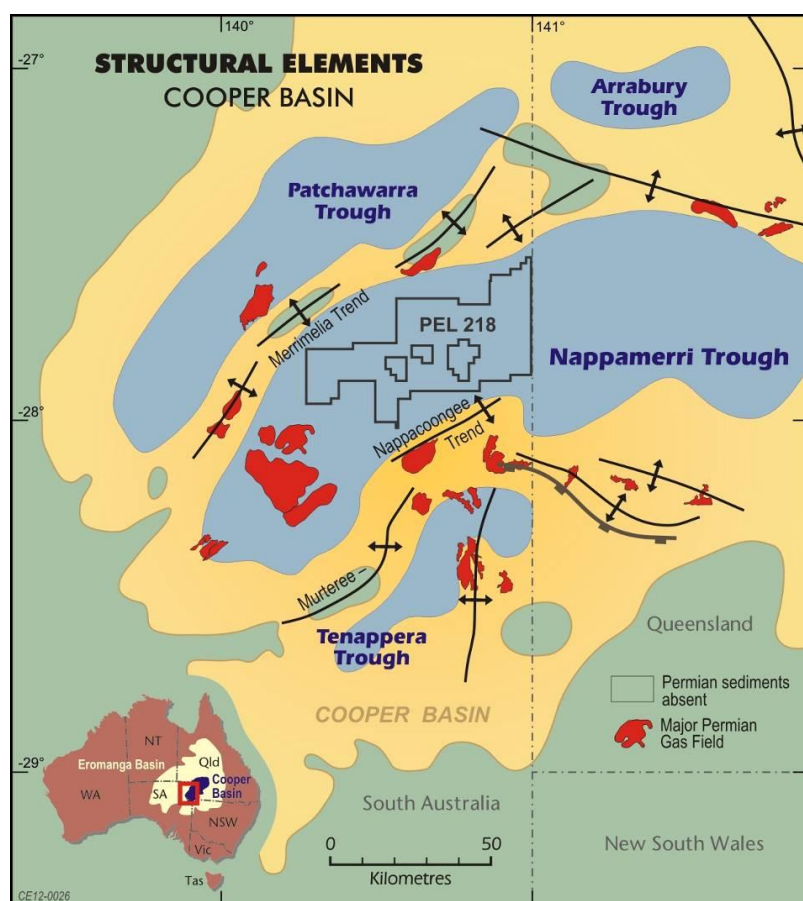 140°
141°
-27°
STRUCTURAL ELEMENTS
COOPER BASIN
Arrabury
Trough
Patchawarra
Trough
PEL 218
Merrimelia Trend
Nappamerri Trough
-28°
Nappacoongee
Trend
Murteree –
Tenappera
Trough
Queensland
Permian sediments
absent
COOPER BASIN
Major Permian
Gas Field
-29°
NT
Eromanga Basin
Qld
Cooper
Basin
WA
SA
NSW
Vic
Tas
South Australia
New South Wales
0
50
Kilometres
CE12-0026